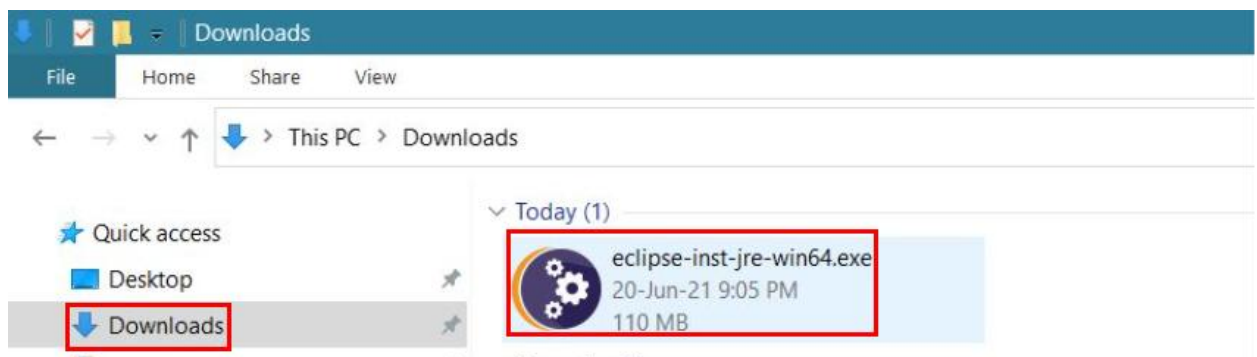 Downloads
File Home Share View
This PC > Downloads
Quick access
Desktop
Downloads
Today (1)
eclipse-inst-jre-win64.exe
20-Jun-21 9:05 PM
110 MB